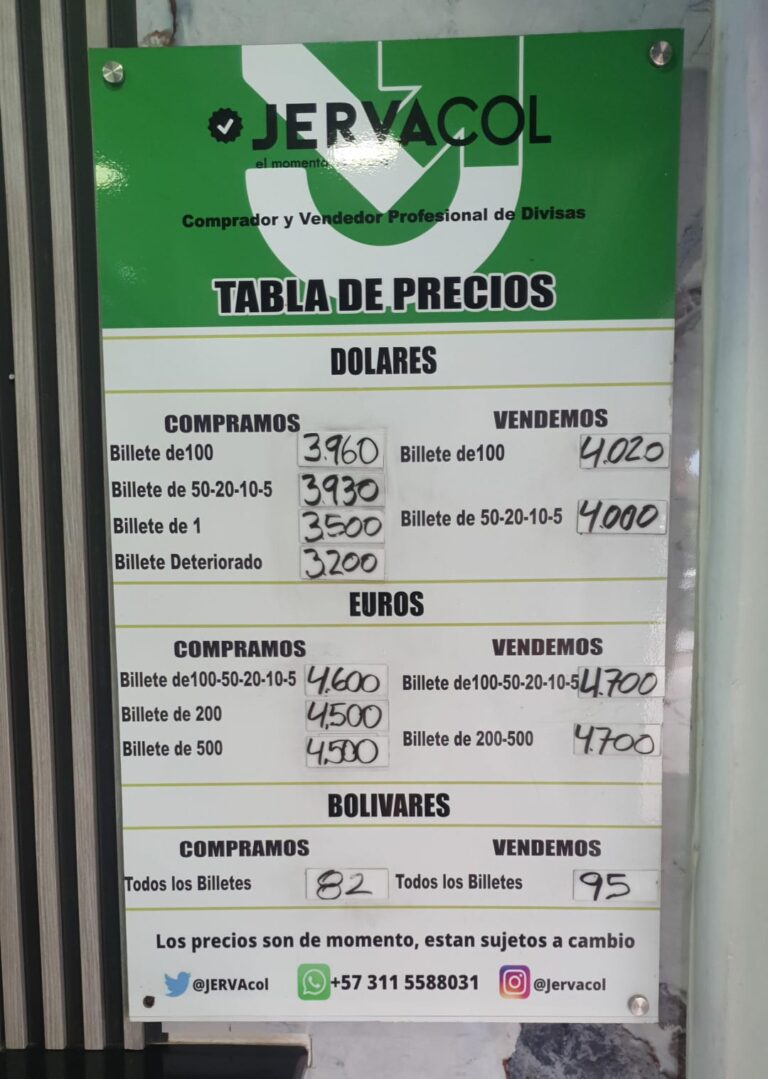 JERVACOL
el momento
Comprador y Vendedor Profesional de Divisas
TABLA DE PRECIOS
DOLARES
COMPRAMOS
Billete de100 3.960
Billete de 50-20-10-5 3.930
Billete de 1 3.500
Billete Deteriorado 3.200
VENDEMOS
Billete de100 4.020
Billete de 50-20-10-5 4.000
EUROS
COMPRAMOS
Billete de100-50-20-10-5 4.600
Billete de 200 4,500
Billete de 500 4,500
VENDEMOS
Billete de100-50-20-10-5 4.700
Billete de 200-500 4.700
BOLIVARES
COMPRAMOS
Todos los Billetes 82
VENDEMOS
Todos los Billetes 95
Los precios son de momento, estan sujetos a cambio
@JERVAcol +57 311 5588031 @Jervacol